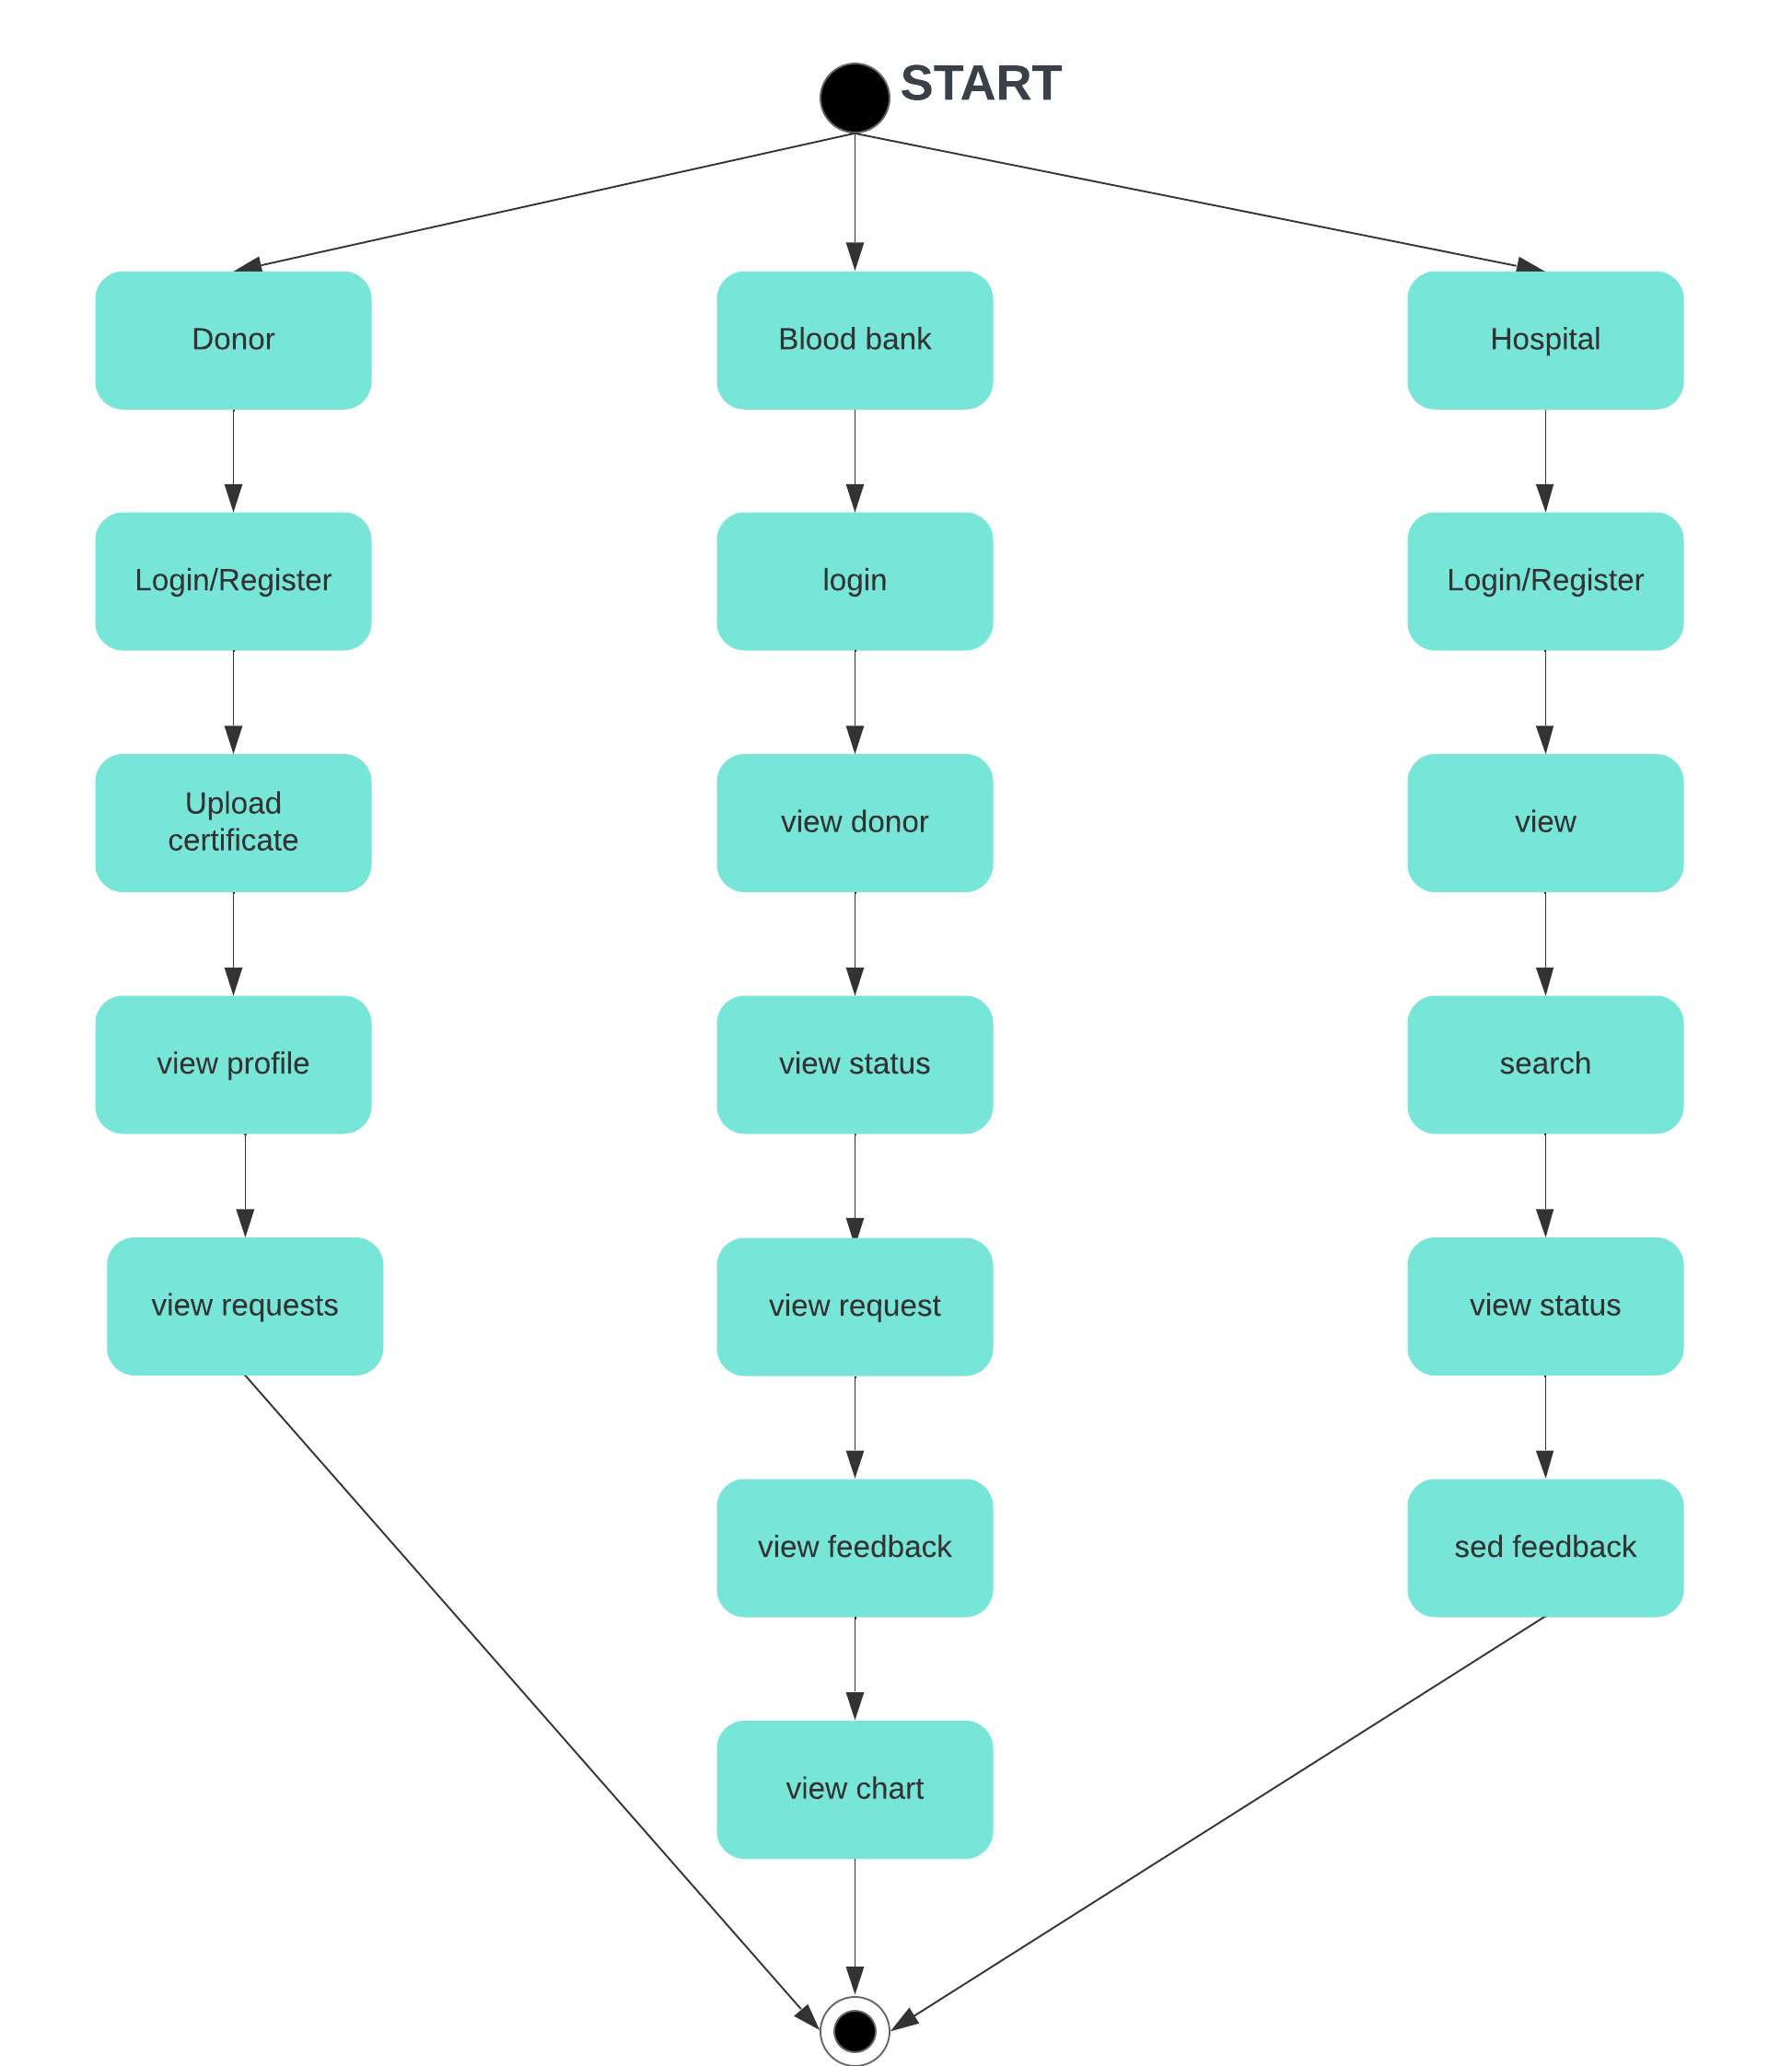 START
Donor
Blood bank
Hospital
Login/Register
login
Login/Register
Upload
certificate
view donor
view
view profile
view status
search
view requests
view request
view status
view feedback
sed feedback
view chart